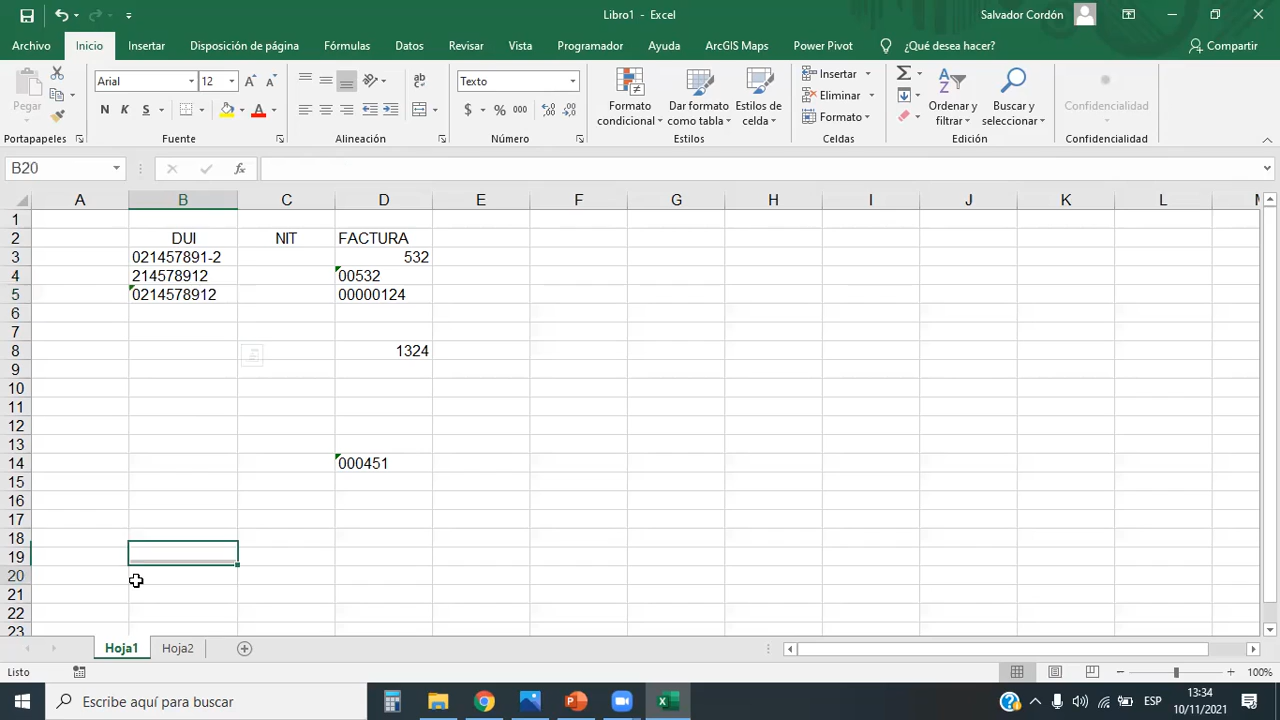 Libro1 - Excel
Salvador Cordón
Archivo Inicio Insertar Disposición de página Fórmulas Datos Revisar Vista Programador Ayuda ArcGIS Maps Power Pivot ¿Qué desea hacer? Compartir
Pegar
Portapapeles
Arial 12
N K S
Fuente
ab
Alineación
Texto
$ % 000
Número
Formato condicional
Dar formato como tabla
Estilos de celda
Estilos
Insertar
Eliminar
Formato
Celdas
Ordenar y filtrar
Buscar y seleccionar
Edición
Confidencialidad
Confidencialidad
B20 fx
A B C D E F G H I J K L M
1
2 DUI NIT FACTURA
3 021457891-2 532
4 214578912 00532
5 0214578912 00000124
6
7
8 1324
9
10
11
12
13
14 000451
15
16
17
18
19
20
21
22
23
Hoja1 Hoja2
Listo 100%
Escribe aquí para buscar
ESP
13:34
10/11/2021